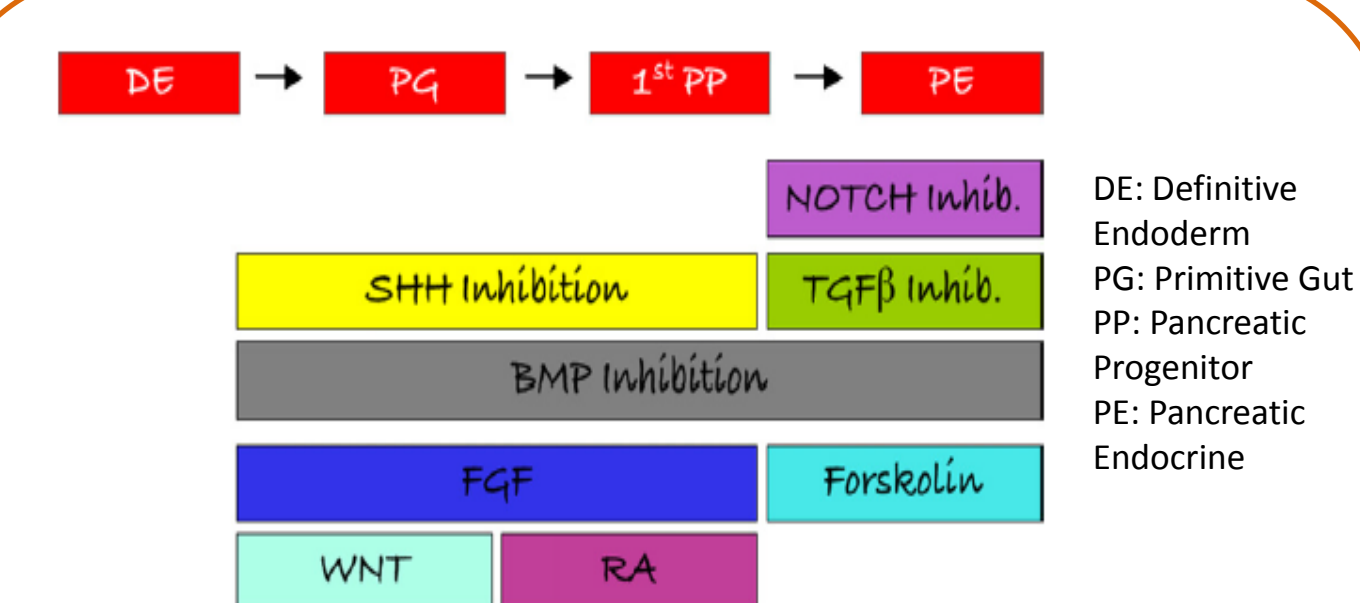 DE → PG → 1st PP → PE
NOTCH Inhib.
SHH Inhibition
TGFβ Inhib.
BMP Inhibition
FGF
Forskolin
WNT
RA
DE: Definitive
Endoderm
PG: Primitive Gut
PP: Pancreatic
Progenitor
PE: Pancreatic
Endocrine